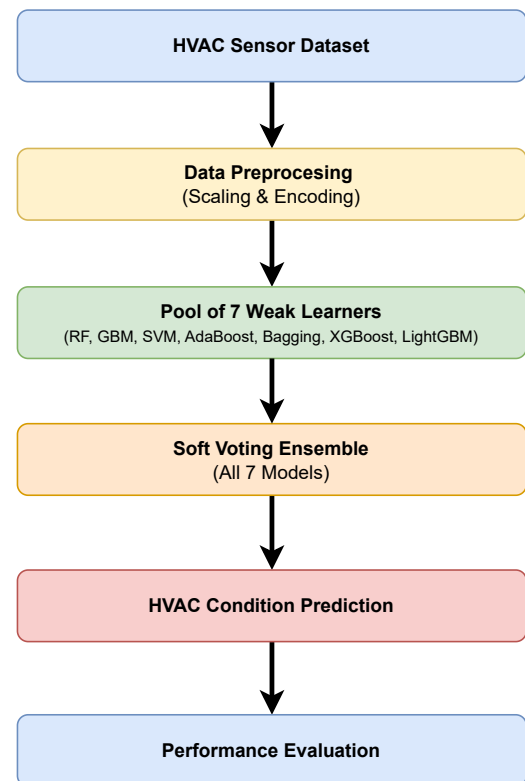 HVAC Sensor Dataset
Data Preprocesing
(Scaling & Encoding)
Pool of 7 Weak Learners
(RF, GBM, SVM, AdaBoost, Bagging, XGBoost, LightGBM)
Soft Voting Ensemble
(All 7 Models)
HVAC Condition Prediction
Performance Evaluation